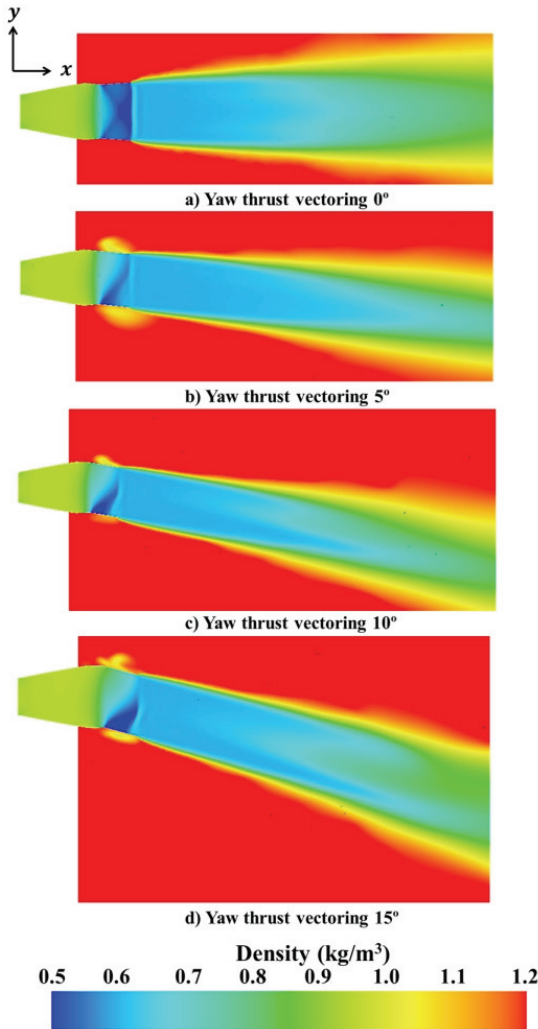 y
x
a) Yaw thrust vectoring 0º
b) Yaw thrust vectoring 5º
c) Yaw thrust vectoring 10º
d) Yaw thrust vectoring 15º
Density (kg/m³)
0.5 0.6 0.7 0.8 0.9 1.0 1.1 1.2